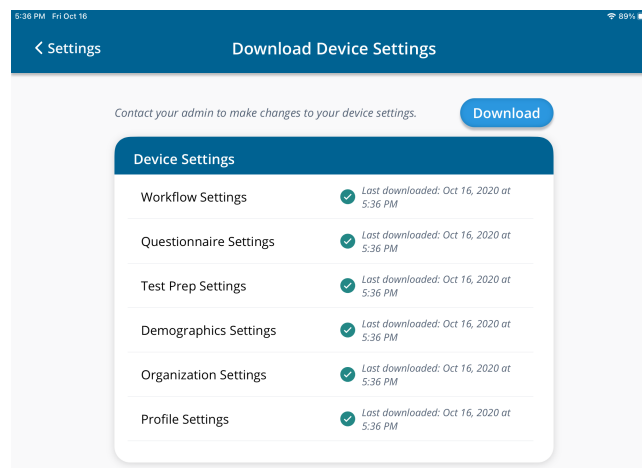 5:36 PM Fri Oct 16
89%
Settings
Download Device Settings
Contact your admin to make changes to your device settings.
Download
Device Settings
Workflow Settings
Last downloaded: Oct 16, 2020 at
5:36 PM
Questionnaire Settings
Last downloaded: Oct 16, 2020 at
5:36 PM
Test Prep Settings
Last downloaded: Oct 16, 2020 at
5:36 PM
Demographics Settings
Last downloaded: Oct 16, 2020 at
5:36 PM
Organization Settings
Last downloaded: Oct 16, 2020 at
5:36 PM
Profile Settings
Last downloaded: Oct 16, 2020 at
5:36 PM